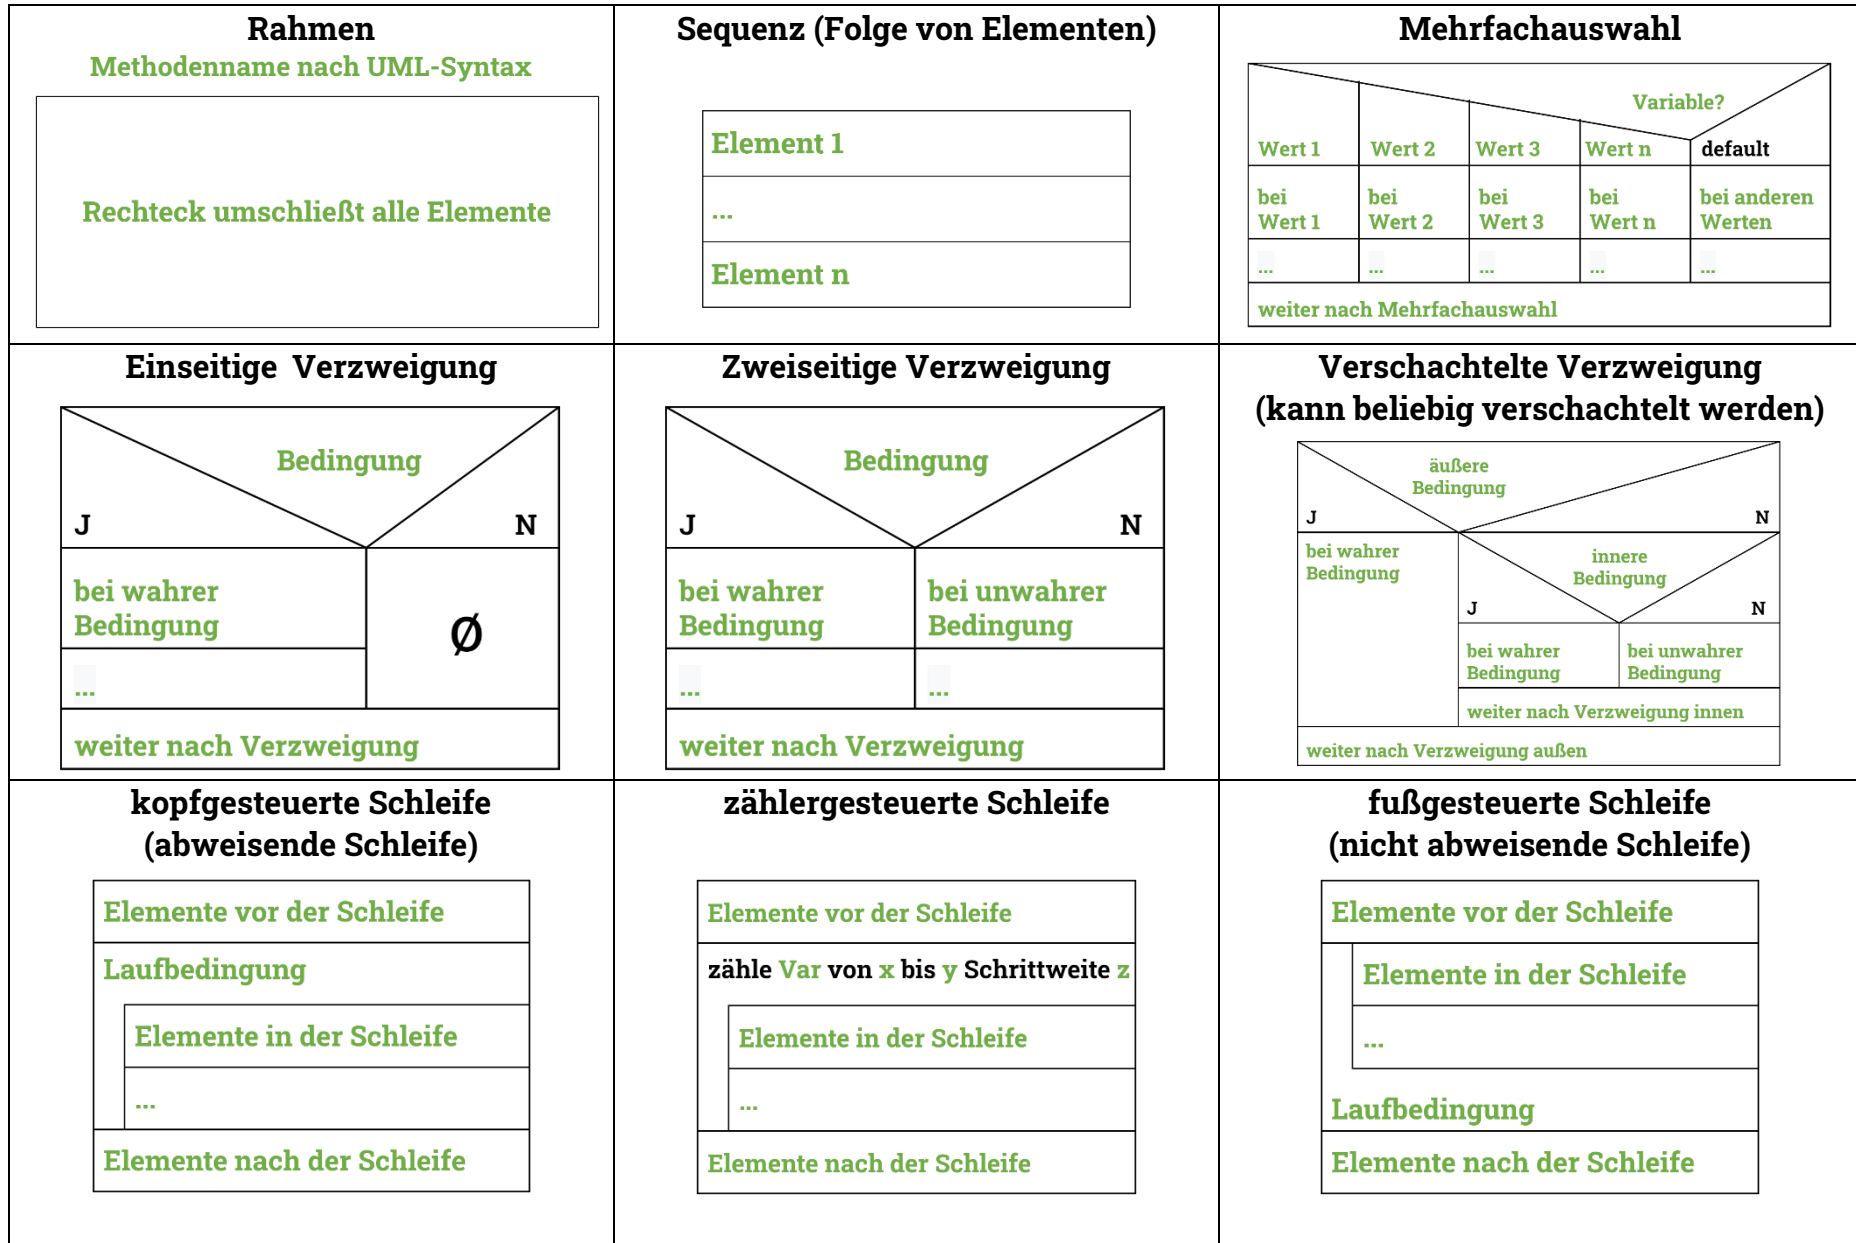 Rahmen
Methodenname nach UML-Syntax
Rechteck umschließt alle Elemente
Sequenz (Folge von Elementen)
Element 1
...
Element n
Mehrfachauswahl
Variable?
Wert 1
Wert 2
Wert 3
Wert n
default
bei
Wert 1
bei
Wert 2
bei
Wert 3
bei
Wert n
bei anderen
Werten
...
...
...
...
...
weiter nach Mehrfachauswahl
Einseitige Verzweigung
Bedingung
J
N
bei wahrer
Bedingung
Ø
...
weiter nach Verzweigung
Zweiseitige Verzweigung
Bedingung
J
N
bei wahrer
Bedingung
bei unwahrer
Bedingung
...
...
weiter nach Verzweigung
Verschachtelte Verzweigung
(kann beliebig verschachtelt werden)
äußere
Bedingung
J
N
bei wahrer
Bedingung
innere
Bedingung
J
N
bei wahrer
Bedingung
bei unwahrer
Bedingung
weiter nach Verzweigung innen
weiter nach Verzweigung außen
kopfgesteuerte Schleife
(abweisende Schleife)
Elemente vor der Schleife
Laufbedingung
Elemente in der Schleife
...
Elemente nach der Schleife
zählergesteuerte Schleife
Elemente vor der Schleife
zähle Var von x bis y Schrittweite z
Elemente in der Schleife
...
Elemente nach der Schleife
fußgesteuerte Schleife
(nicht abweisende Schleife)
Elemente vor der Schleife
Elemente in der Schleife
...
Laufbedingung
Elemente nach der Schleife